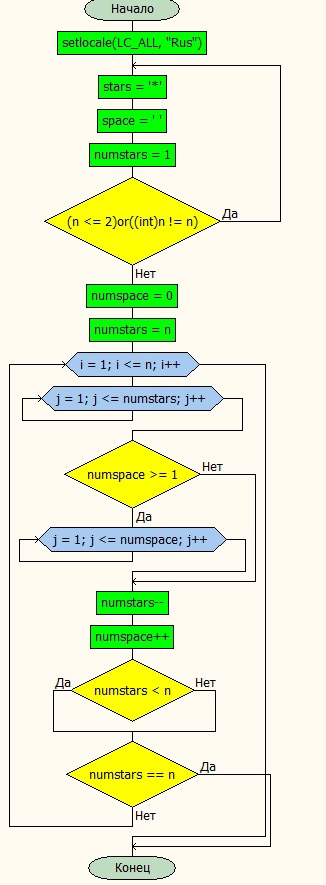 Начало
setlocale(LC_ALL, "Rus")
stars = '*'
space = ' '
numstars = 1
(n <= 2)or((int)n != n)
Да
Нет
numspace = 0
numstars = n
i = 1; i <= n; i++
j = 1; j <= numstars; j++
numspace >= 1
Нет
Да
j = 1; j <= numspace; j++
numstars--
numspace++
Да
numstars < n
Нет
numstars == n
Да
Нет
Конец